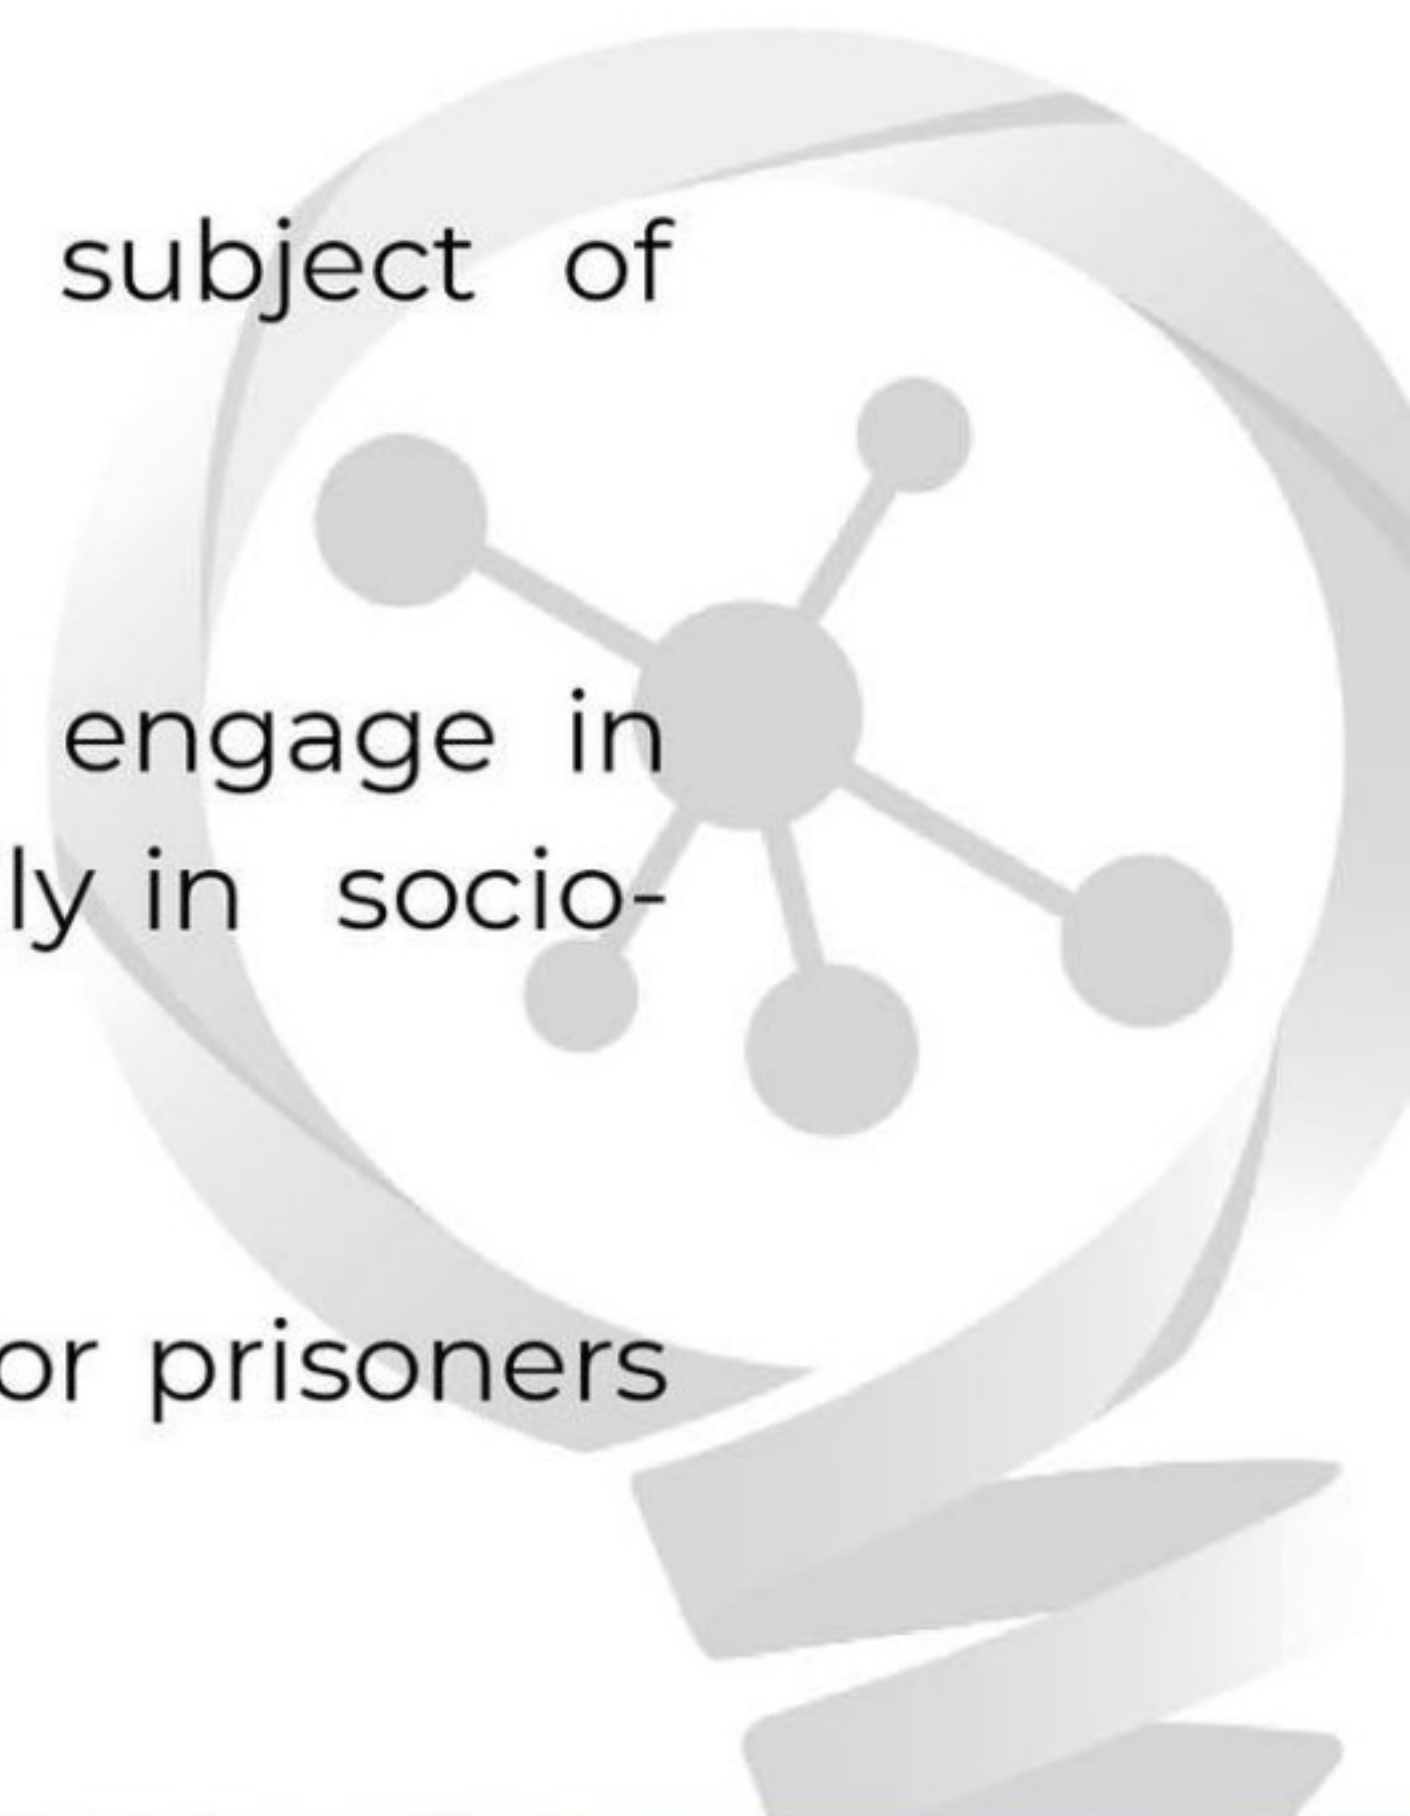 subject of
engage in
ly in socio-
or prisoners